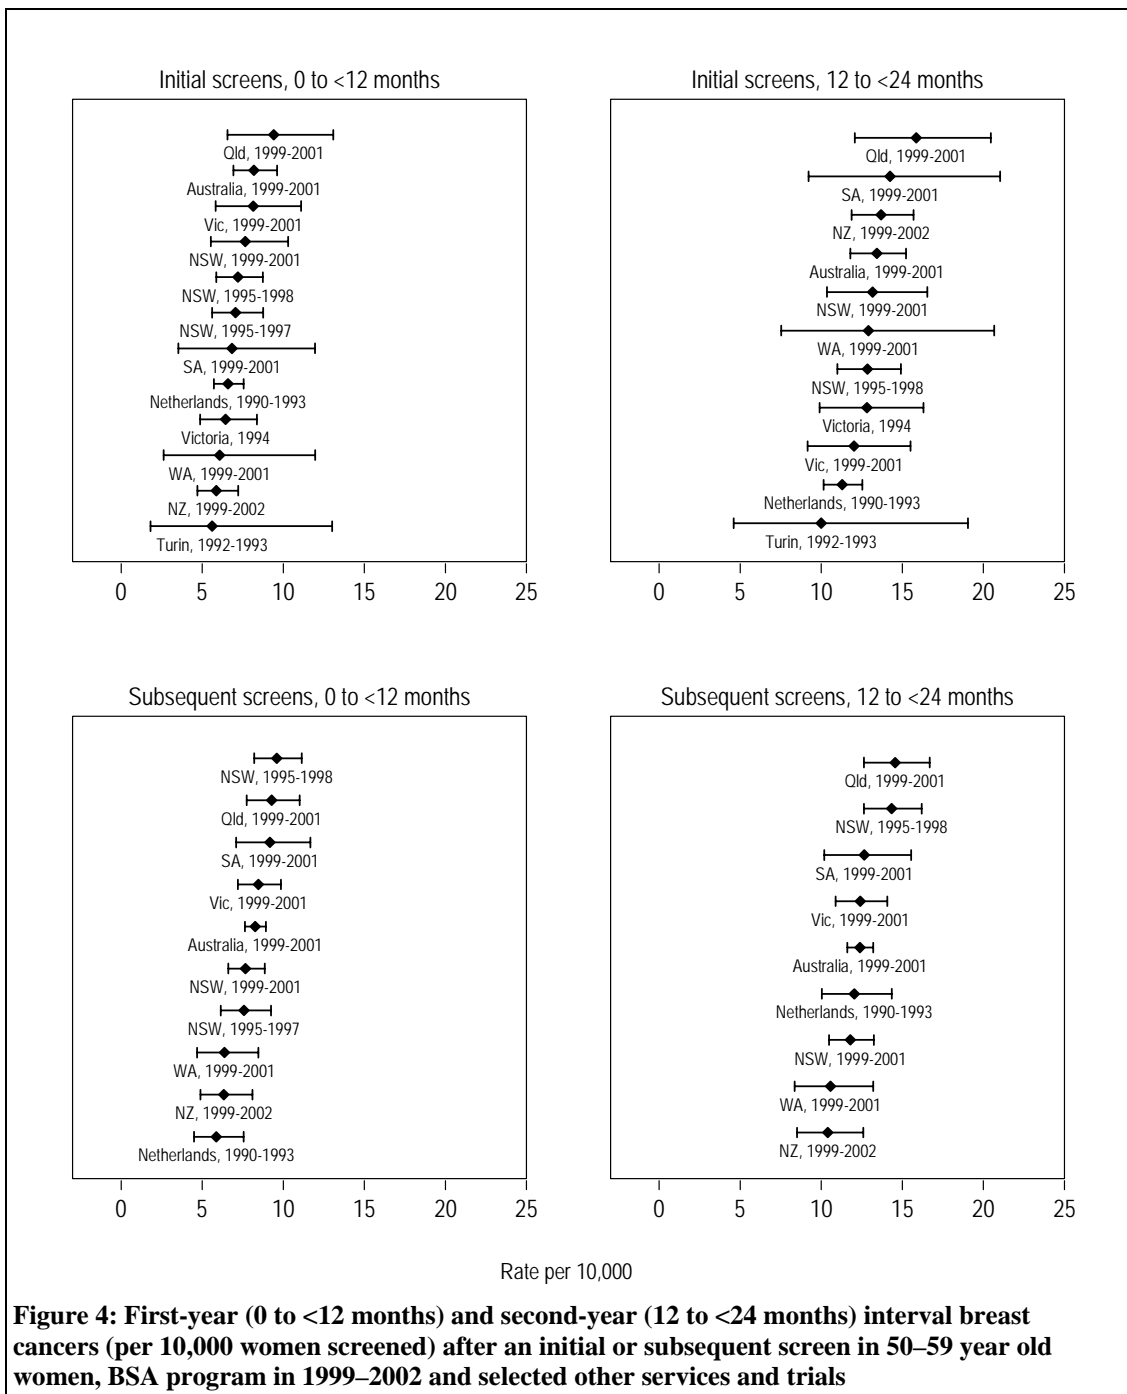 Initial screens, 0 to <12 months
Qld, 1999-2001
Australia, 1999-2001
Vic, 1999-2001
NSW, 1999-2001
NSW, 1995-1998
NSW, 1995-1997
SA, 1999-2001
Netherlands, 1990-1993
Victoria, 1994
WA, 1999-2001
NZ, 1999-2002
Turin, 1992-1993
0 5 10 15 20 25
Initial screens, 12 to <24 months
Qld, 1999-2001
SA, 1999-2001
NZ, 1999-2002
Australia, 1999-2001
NSW, 1999-2001
WA, 1999-2001
NSW, 1995-1998
Victoria, 1994
Vic, 1999-2001
Netherlands, 1990-1993
Turin, 1992-1993
0 5 10 15 20 25
Subsequent screens, 0 to <12 months
NSW, 1995-1998
Qld, 1999-2001
SA, 1999-2001
Vic, 1999-2001
Australia, 1999-2001
NSW, 1999-2001
NSW, 1995-1997
WA, 1999-2001
NZ, 1999-2002
Netherlands, 1990-1993
0 5 10 15 20 25
Subsequent screens, 12 to <24 months
Qld, 1999-2001
NSW, 1995-1998
SA, 1999-2001
Vic, 1999-2001
Australia, 1999-2001
Netherlands, 1990-1993
NSW, 1999-2001
WA, 1999-2001
NZ, 1999-2002
0 5 10 15 20 25
Rate per 10,000
Figure 4: First-year (0 to <12 months) and second-year (12 to <24 months) interval breast
cancers (per 10,000 women screened) after an initial or subsequent screen in 50–59 year old
women, BSA program in 1999–2002 and selected other services and trials